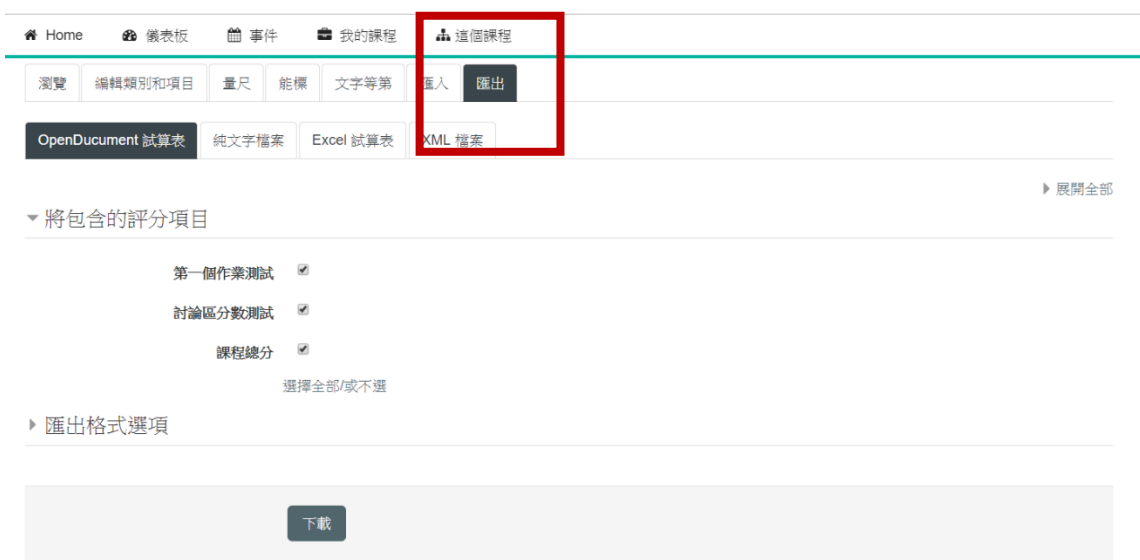 Home 儀表板 事件 我的課程 這個課程
瀏覽 編輯類別和項目 量尺 能標 文字等第 匯入 匯出
OpenDucument 試算表 純文字檔案 Excel 試算表 XML 檔案
展開全部
將包含的評分項目
第一個作業測試
討論區分數測試
課程總分
選擇全部/或不選
匯出格式選項
下載